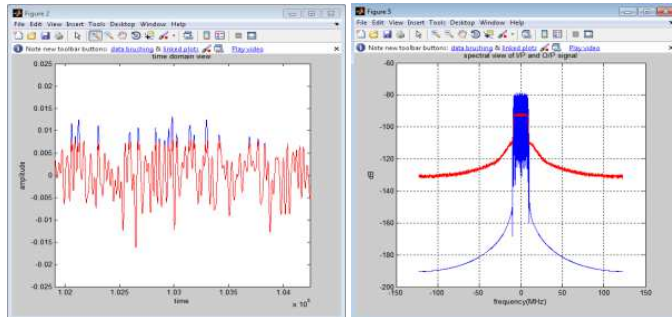 Figure 2
File Edit View Insert Tools Desktop Window Help
Note new toolbar buttons: data brushing & linked plots Play video
time domain view
0.025
0.02
0.015
0.01
0.005
0
-0.005
-0.01
-0.015
-0.02
-0.025
amplitude
1.02 1.025 1.03 1.035 1.04
time
x 10
Figure 5
File Edit View Insert Tools Desktop Window Help
Note new toolbar buttons: data brushing & linked plots Play video
spectral view of I/P and O/P signal
-60
-80
-100
-120
-140
-160
-180
-200
dB
-150 -100 -50 0 50 100 150
frequency(MHz)